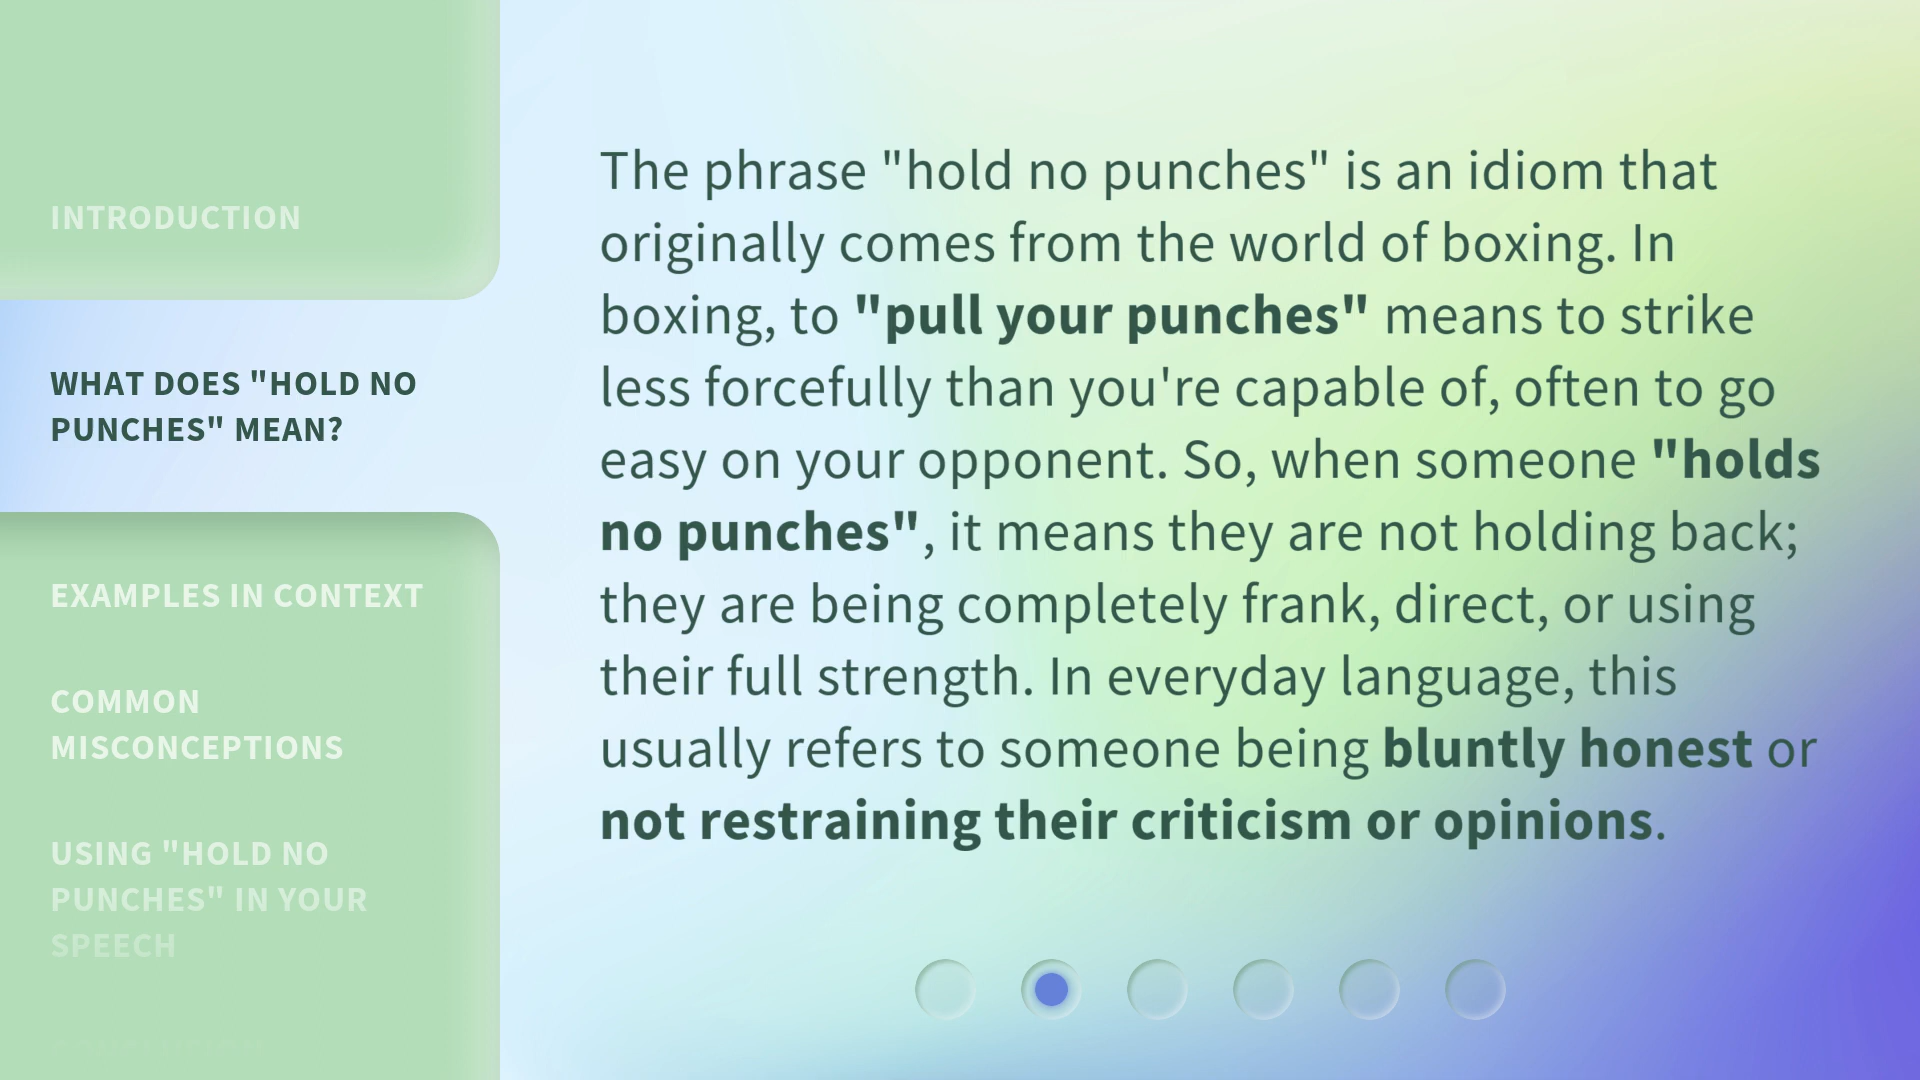 INTRODUCTION
WHAT DOES "HOLD NO
PUNCHES" MEAN?
EXAMPLES IN CONTEXT
COMMON
MISCONCEPTIONS
USING "HOLD NO
PUNCHES" IN YOUR
SPEECH
CONCLUSION
The phrase "hold no punches" is an idiom that
originally comes from the world of boxing. In
boxing, to "pull your punches" means to strike
less forcefully than you're capable of, often to go
easy on your opponent. So, when someone "holds
no punches", it means they are not holding back;
they are being completely frank, direct, or using
their full strength. In everyday language, this
usually refers to someone being bluntly honest or
not restraining their criticism or opinions.